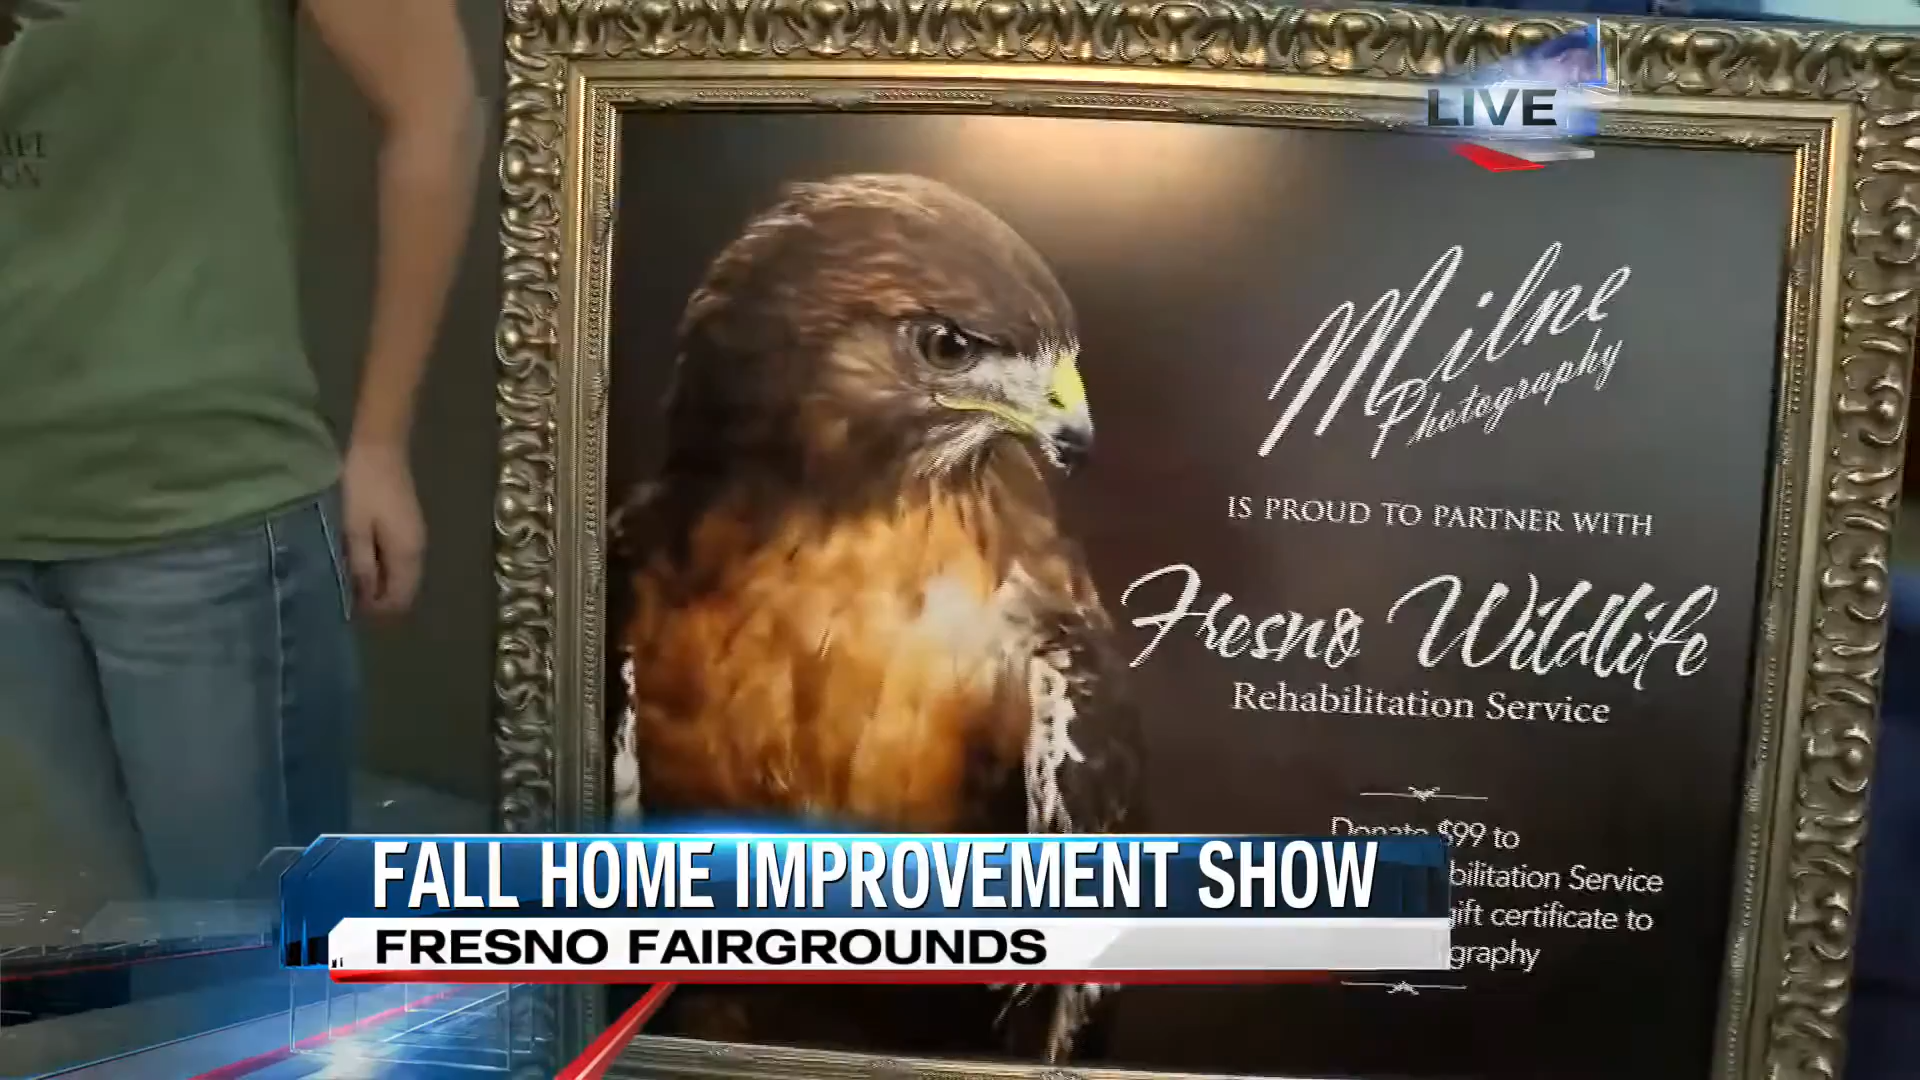 LIVE
Milne
Photography
IS PROUD TO PARTNER WITH
Fresno Wildlife
Rehabilitation Service
Donate $99 to
bilitation Service
gift certificate to
graphy
FALL HOME IMPROVEMENT SHOW
FRESNO FAIRGROUNDS